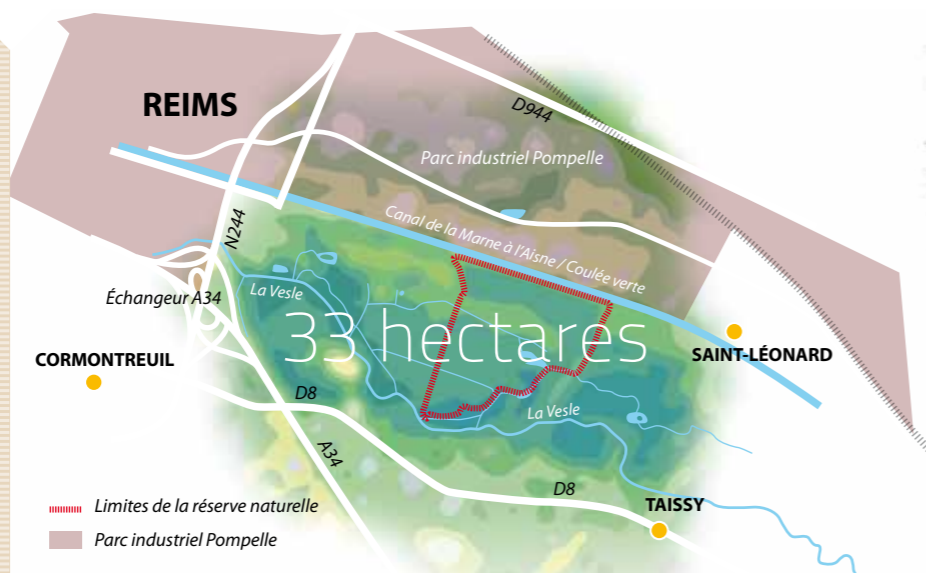 REIMS
D944
Parc industriel Pompelle
Canal de la Marne à l'Aisne / Coulée verte
N244
La Vesle
Échangeur A34
33 hectares
SAINT-LÉONARD
CORMONTREUIL
D8
La Vesle
A34
D8
TAISSY
Limites de la réserve naturelle
Parc industriel Pompelle